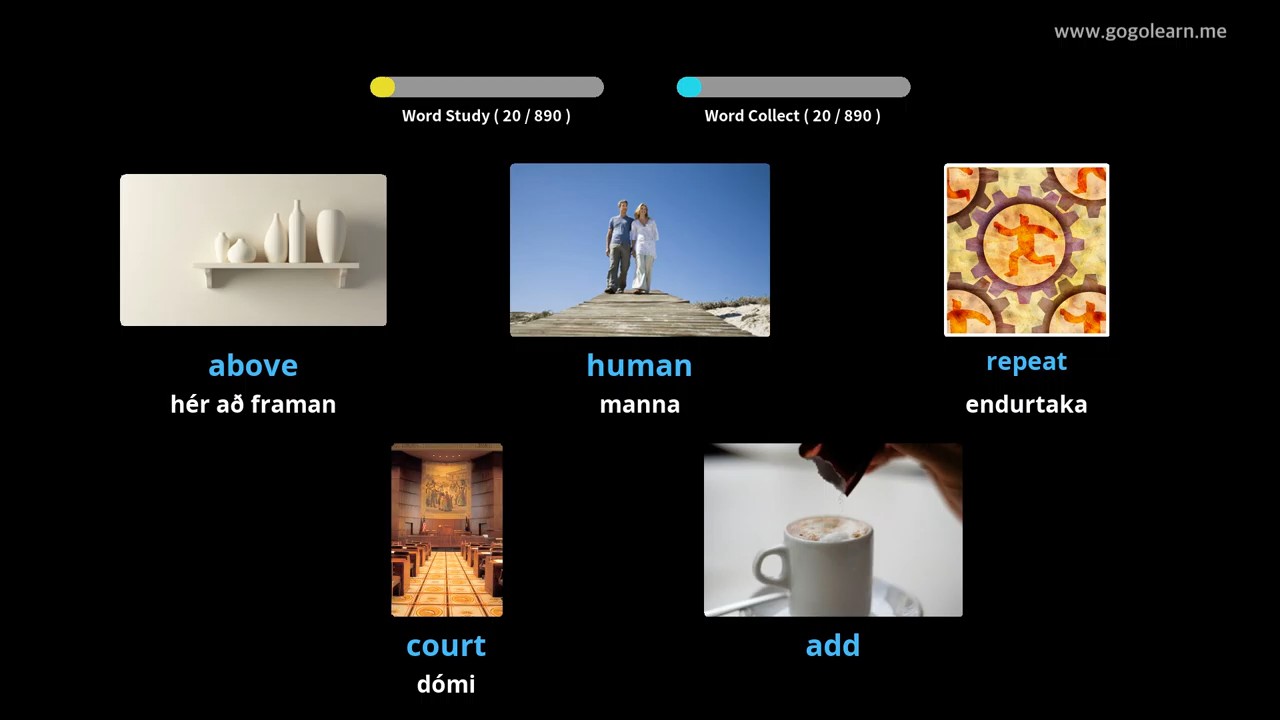 www.gogolearn.me
Word Study ( 20 / 890 )
Word Collect ( 20 / 890 )
above
human
repeat
hér að framan
manna
endurtaka
court
add
dómi